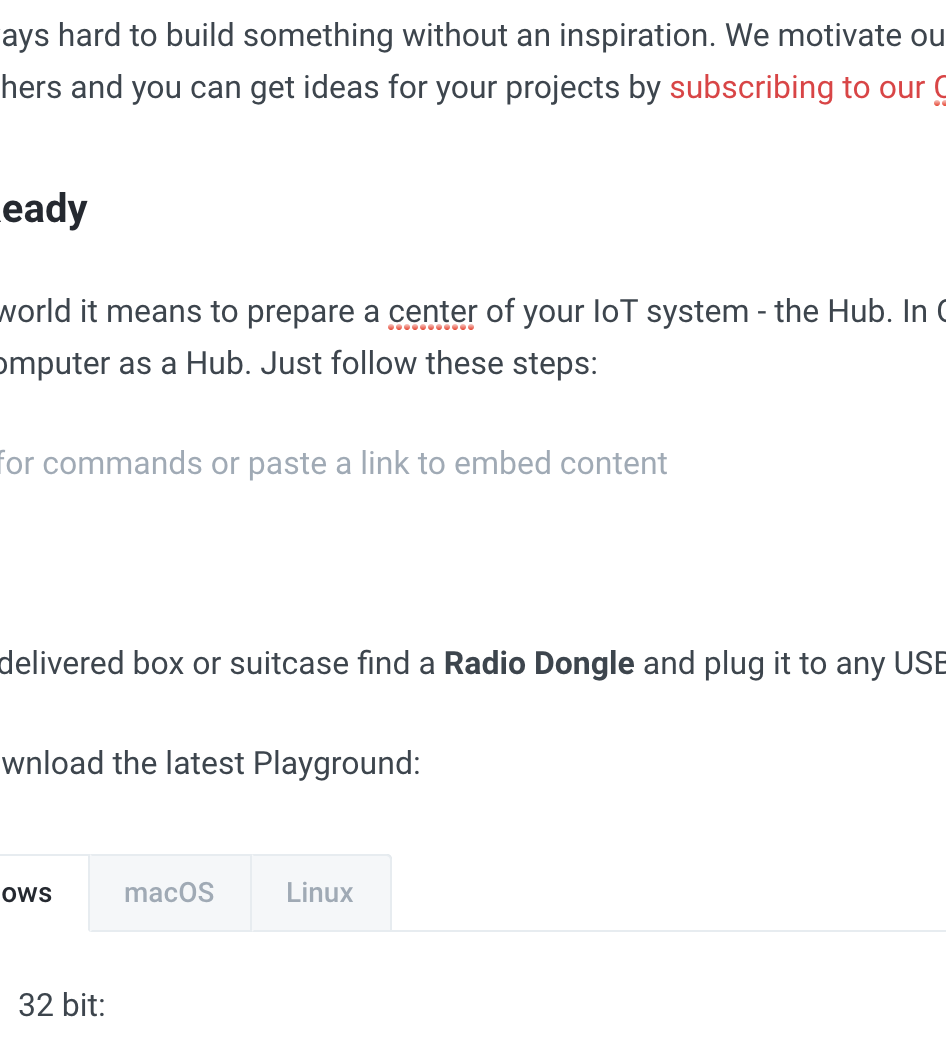 ays hard to build something without an inspiration. We motivate ou
hers and you can get ideas for your projects by subscribing to our
eady
world it means to prepare a center of your IoT system - the Hub. In
omputer as a Hub. Just follow these steps:
for commands or paste a link to embed content
delivered box or suitcase find a Radio Dongle and plug it to any USB
wnload the latest Playground:
ows macOS Linux
32 bit: